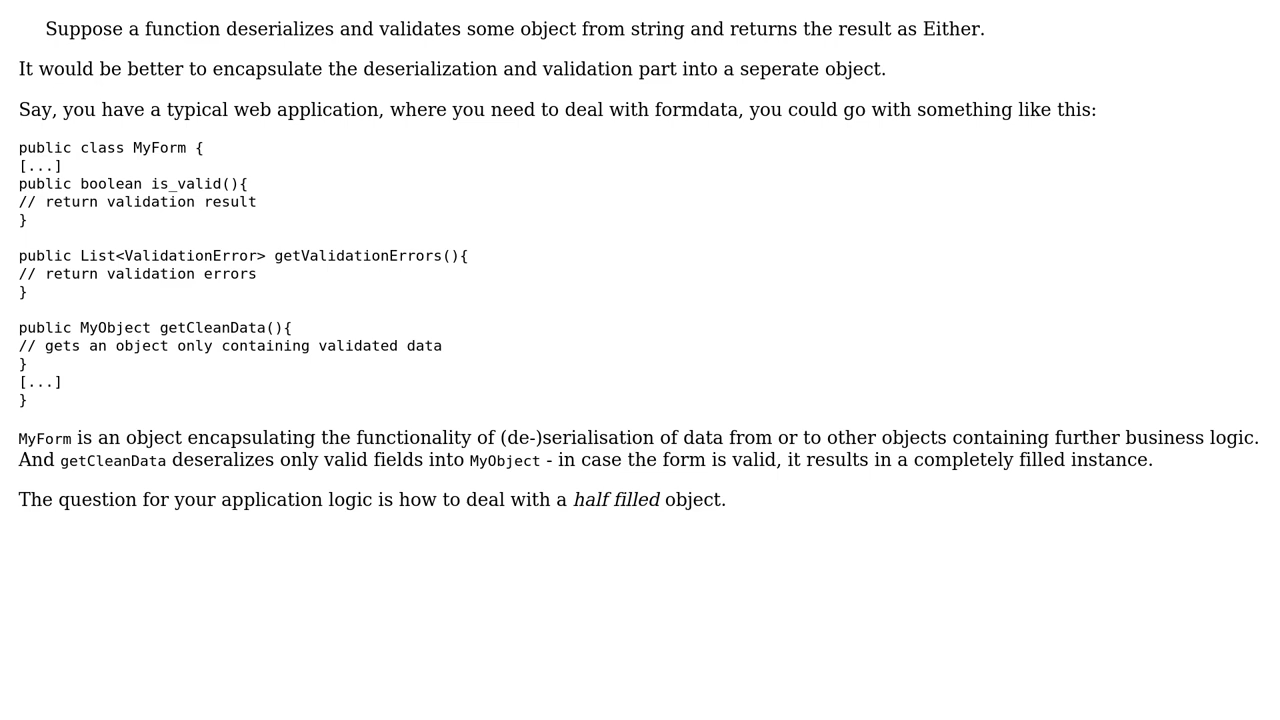 Suppose a function deserializes and validates some object from string and returns the result as Either.
It would be better to encapsulate the deserialization and validation part into a seperate object.
Say, you have a typical web application, where you need to deal with formdata, you could go with something like this:
public class MyForm {
[...]
public boolean is_valid(){
// return validation result
}
public List<ValidationError> getValidationErrors(){
// return validation errors
}
public MyObject getCleanData(){
// gets an object only containing validated data
}
[...]
}
MyForm is an object encapsulating the functionality of (de-)serialisation of data from or to other objects containing further business logic.
And getCleanData deseralizes only valid fields into MyObject - in case the form is valid, it results in a completely filled instance.
The question for your application logic is how to deal with a half filled object.